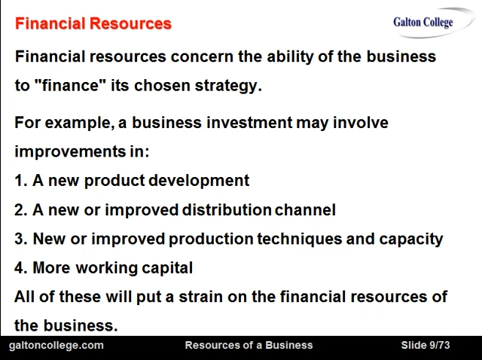 Financial Resources
Galton College
Financial resources concern the ability of the business
to "finance" its chosen strategy.
For example, a business investment may involve
improvements in:
1. A new product development
2. A new or improved distribution channel
3. New or improved production techniques and capacity
4. More working capital
All of these will put a strain on the financial resources of
the business.
galtoncollege.com Resources of a Business Slide 9/73